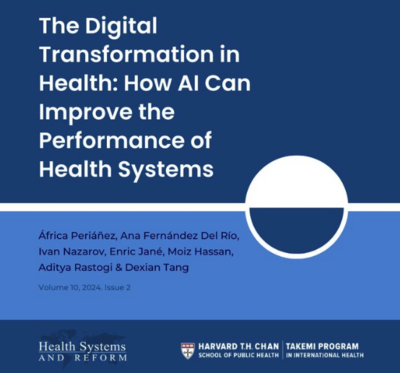 The Digital
Transformation in
Health: How AI Can
Improve the
Performance of
Health Systems
África Periáñez, Ana Fernández Del Río,
Ivan Nazarov, Enric Jané, Moiz Hassan,
Aditya Rastogi & Dexian Tang
Volume 10, 2024. Issue 2
Health Systems
AND REFORM
HARVARD T.H. CHAN
SCHOOL OF PUBLIC HEALTH
TAKEMI PROGRAM
IN INTERNATIONAL HEALTH